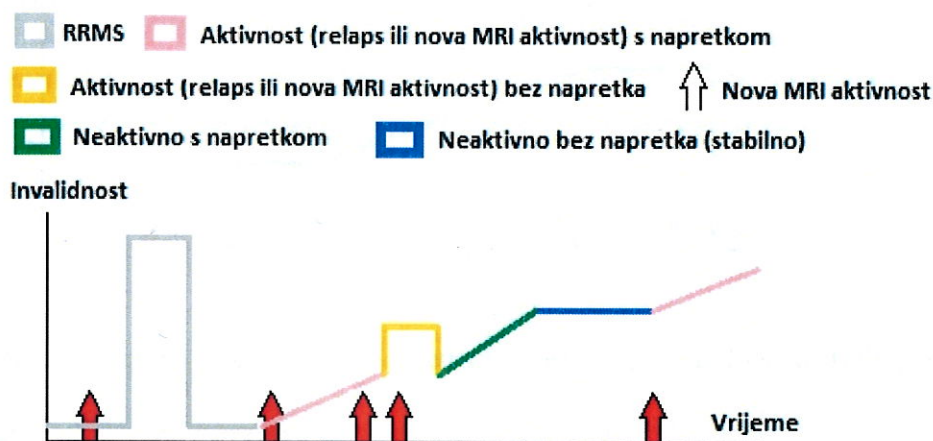 RRMS Aktivnost (relaps ili nova MRI aktivnost) s napretkom
Aktivnost (relaps ili nova MRI aktivnost) bez napretka Nova MRI aktivnost
Neaktivno s napretkom Neaktivno bez napretka (stabilno)
Invalidnost
Vrijeme